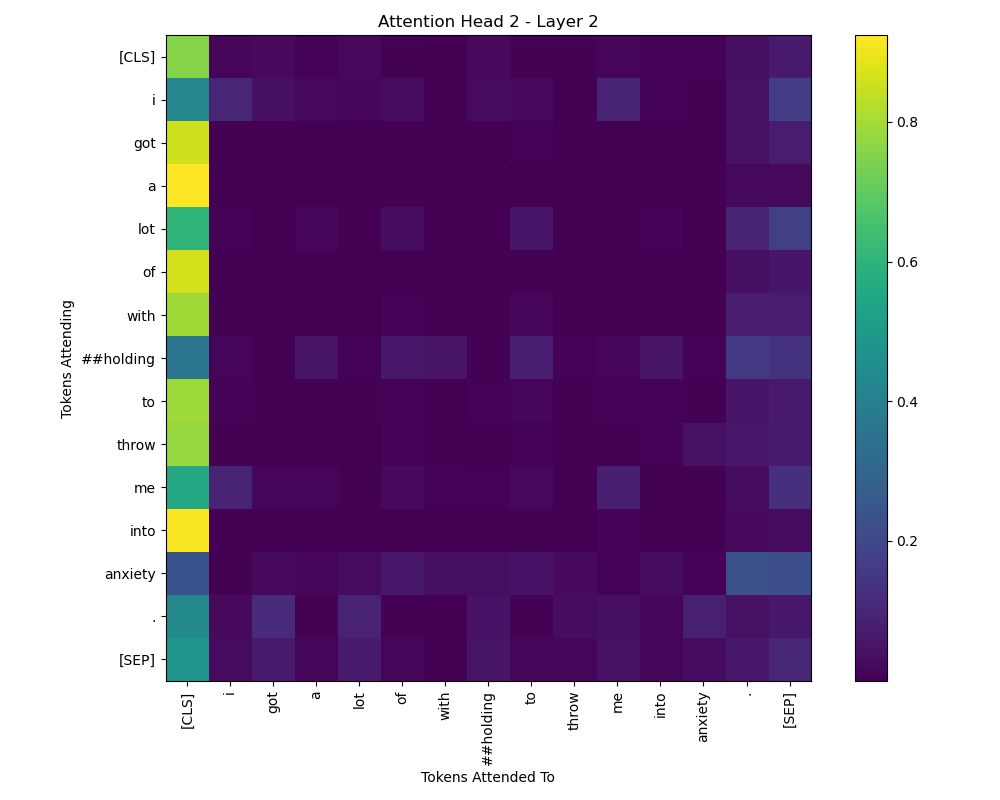 Attention Head 2 - Layer 2
Tokens Attending
[CLS]
i
got
a
lot
of
with
##holding
to
throw
me
into
anxiety
.
[SEP]
[CLS]
i
got
a
lot
of
with
##holding
to
throw
me
into
anxiety
.
[SEP]
Tokens Attended To
0.8
0.6
0.4
0.2